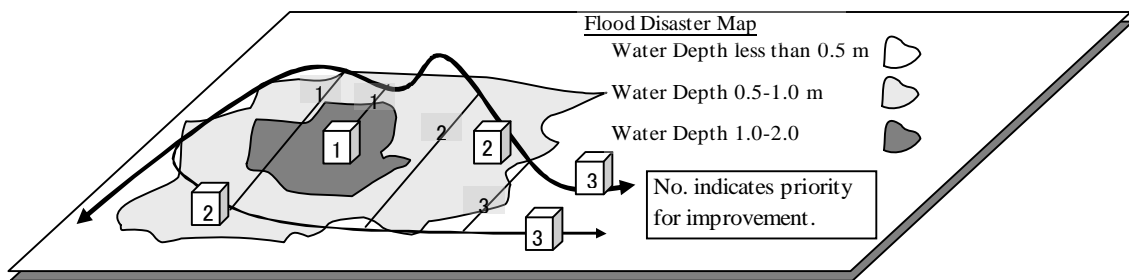 Flood Disaster Map
Water Depth less than 0.5 m
Water Depth 0.5-1.0 m
Water Depth 1.0-2.0
No. indicates priority
for improvement.
1
1
2
1
2
3
2
3
3